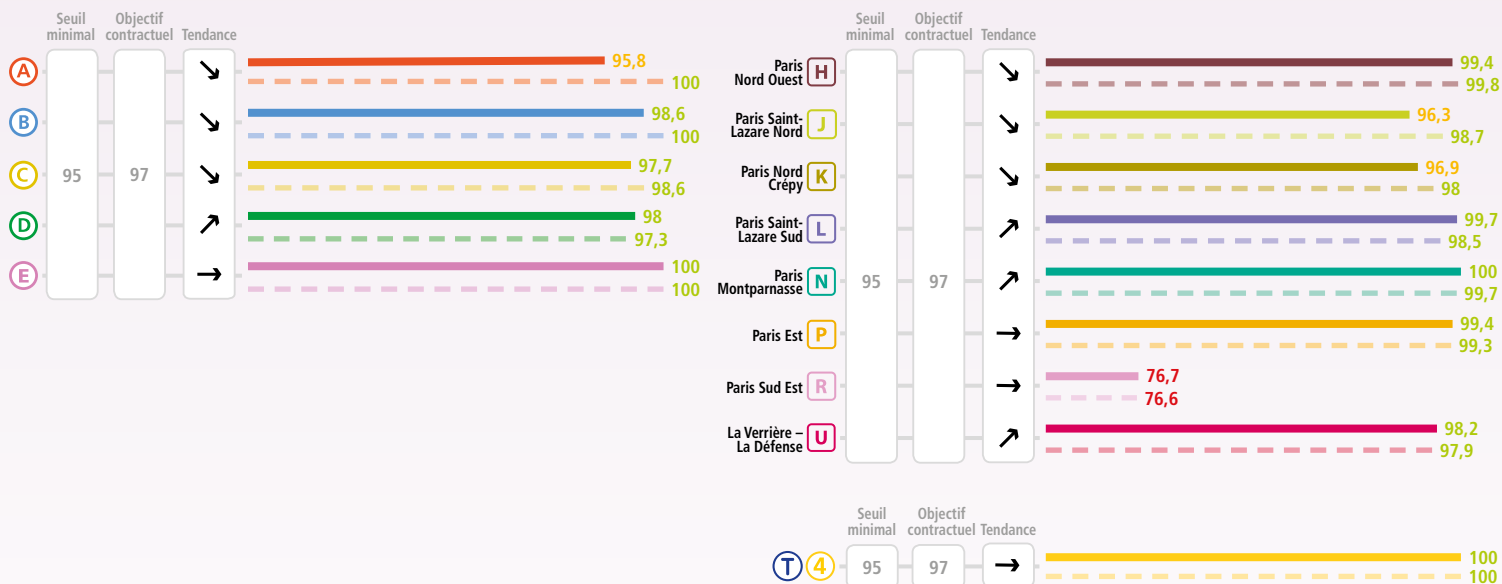 Seuil minimal
Objectif contractuel
Tendance
A
95,8
100
B
98,6
100
C
95
97
97,7
98,6
D
98
97,3
E
100
100
Seuil minimal
Objectif contractuel
Tendance
Paris
Nord Ouest
H
99,4
99,8
Paris Saint-
Lazare Nord
J
96,3
98,7
Paris Nord
Crépy
K
96,9
98
Paris Saint-
Lazare Sud
L
99,7
98,5
Paris
Montparnasse
N
95
97
100
99,7
Paris Est
P
99,4
99,3
Paris Sud Est
R
76,7
76,6
La Verrière –
La Défense
U
98,2
97,9
Seuil minimal
Objectif contractuel
Tendance
T 4
95
97
100
100